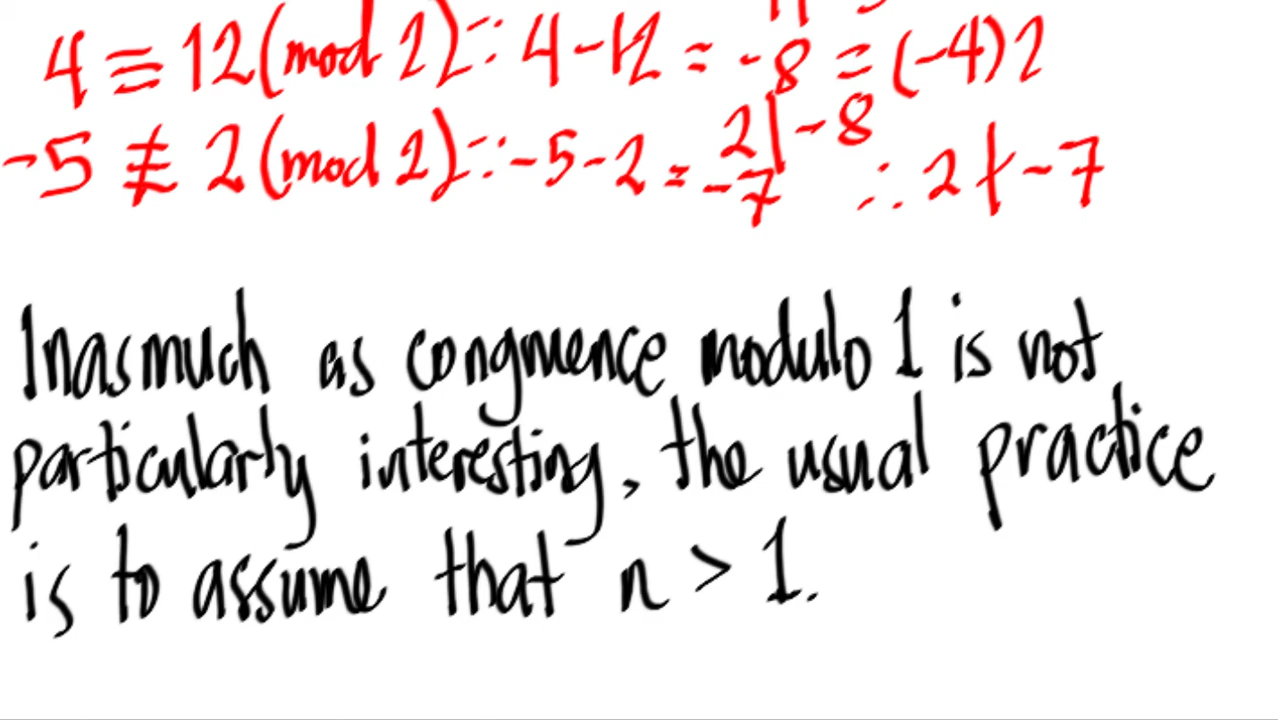 4 ≡ 12 (mod 2) ∵ 4 - 12 = -8 = (-4)2
2 | -8
-5 ≢ 2 (mod 2) ∵ -5 - 2 = -7 ∴ 2 ∤ -7
Inasmuch as congruence modulo 1 is not
particularly interesting, the usual practice
is to assume that n > 1.